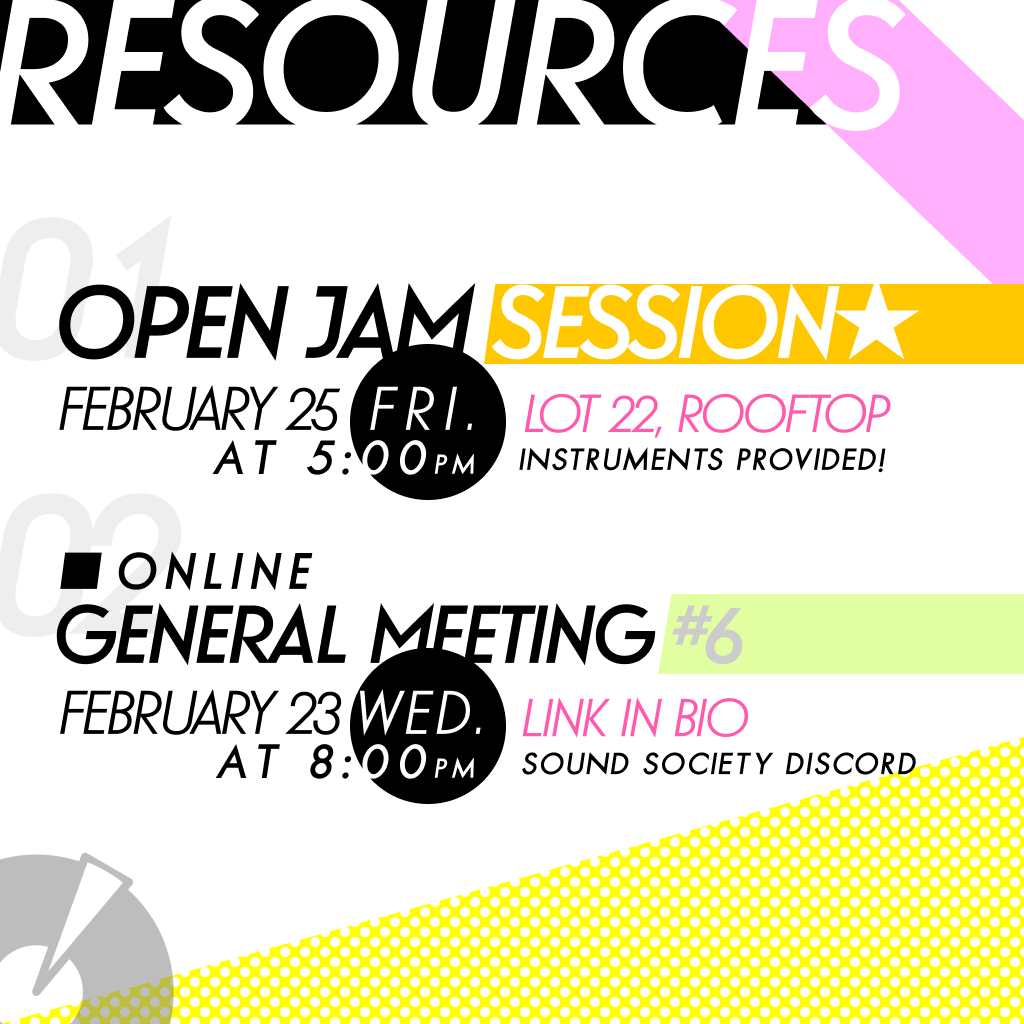 RESOURCES
01
OPEN JAM SESSION★
FEBRUARY 25 FRI.
AT 5:00PM
LOT 22, ROOFTOP
INSTRUMENTS PROVIDED!
02
■ ONLINE
GENERAL MEETING #6
FEBRUARY 23 WED.
AT 8:00PM
LINK IN BIO
SOUND SOCIETY DISCORD